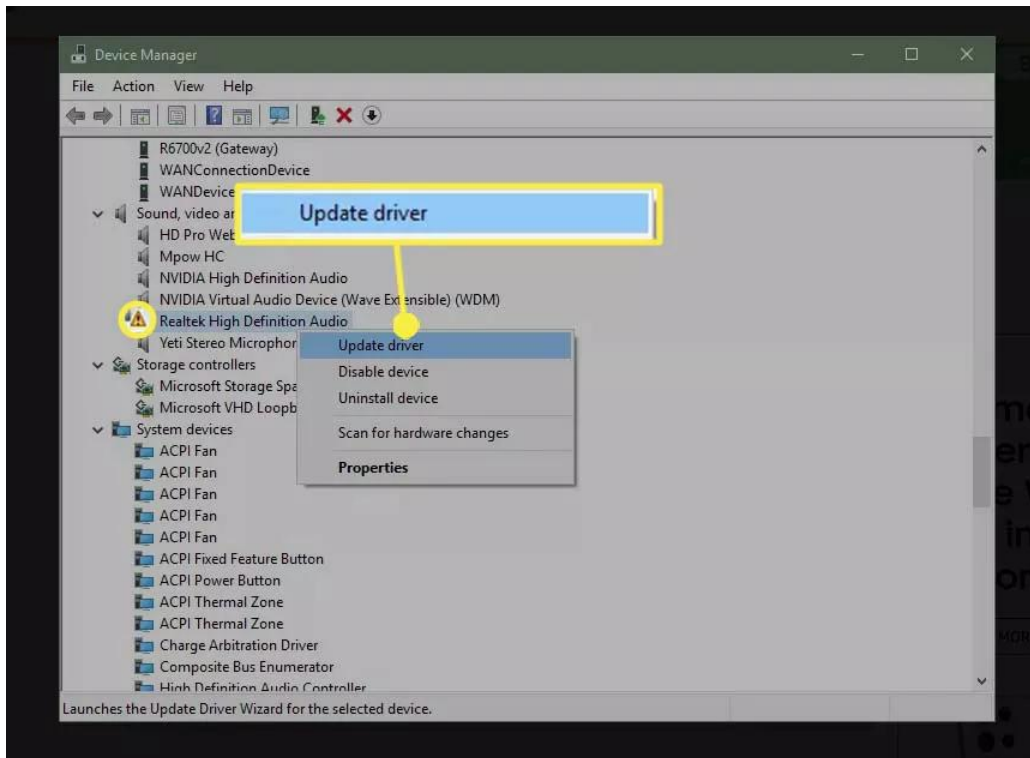 Device Manager
File Action View Help
R6700v2 (Gateway)
WANConnectionDevice
WANDevice
Sound, video
Update driver
HD Pro
Mpow HC
NVIDIA High Definition Audio
NVIDIA Virtual Audio Device (Wave Extensible) (WDM)
Realtek High Definition Audio
Yeti Stereo
Update driver
Storage controllers
Disable device
Microsoft Storage
Uninstall device
Microsoft VHD
System devices
Scan for hardware changes
ACPI Fan
Properties
ACPI Fan
ACPI Fan
ACPI Fan
ACPI Fan
ACPI Fixed Feature Button
ACPI Power Button
ACPI Thermal Zone
ACPI Thermal Zone
Charge Arbitration Driver
Composite Bus Enumerator
High Definition Audio Controller
Launches the Update Driver Wizard for the selected device.